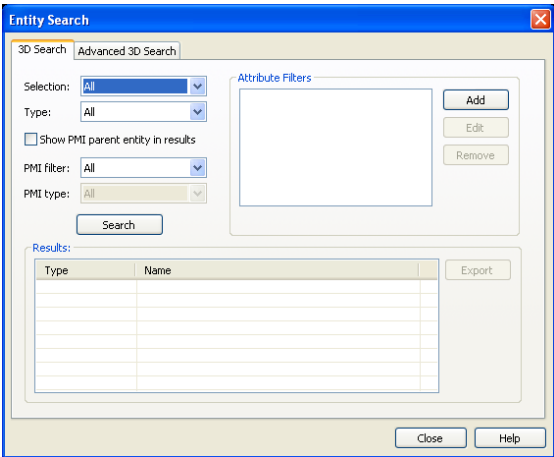 Entity Search
3D Search
Advanced 3D Search
Selection: All
Type: All
Show PMI parent entity in results
PMI filter: All
PMI type: All
Search
Attribute Filters
Add
Edit
Remove
Results:
Type Name
Export
Close
Help